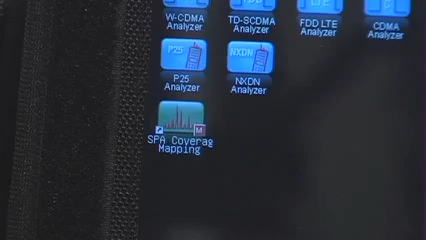 W-CDMA
Analyzer
TD-SCDMA
Analyzer
FDD LTE
Analyzer
CDMA
Analyzer
P25
P25
Analyzer
NXDN
NXDN
Analyzer
M
SPA Coverag
Mapping